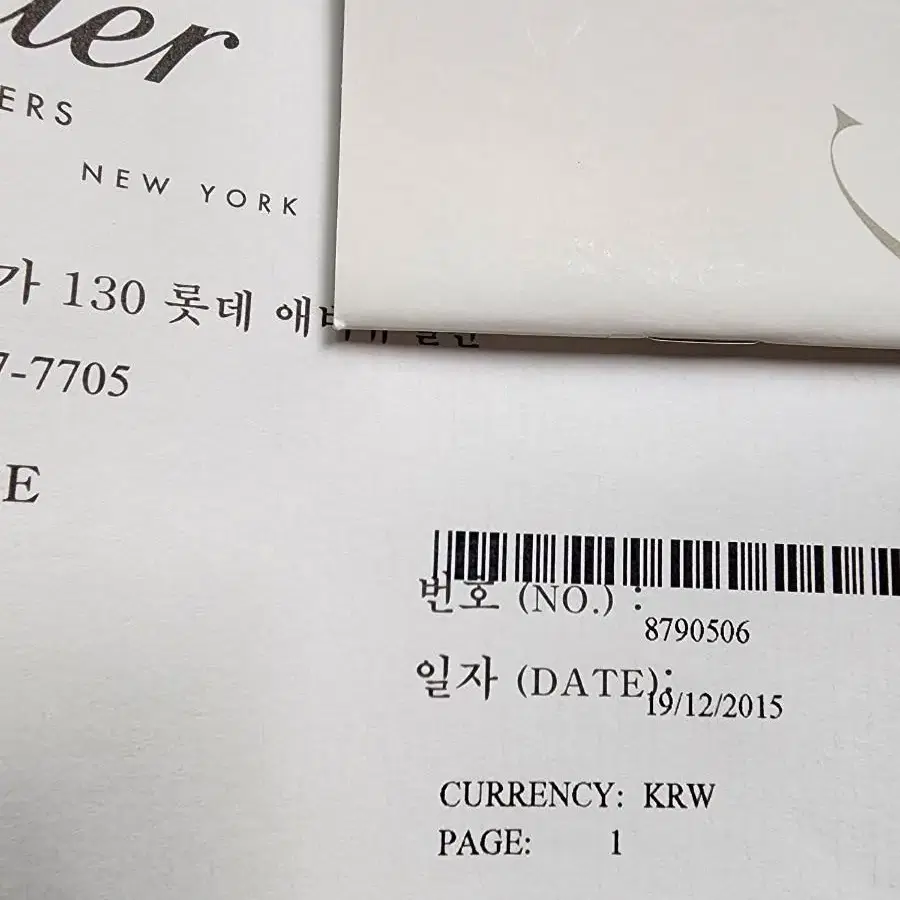 ier
ERS
NEW YORK
가 130 롯데
7-7705
E
번호 (NO.) :
8790506
일자 (DATE):
19/12/2015
CURRENCY: KRW
PAGE: 1